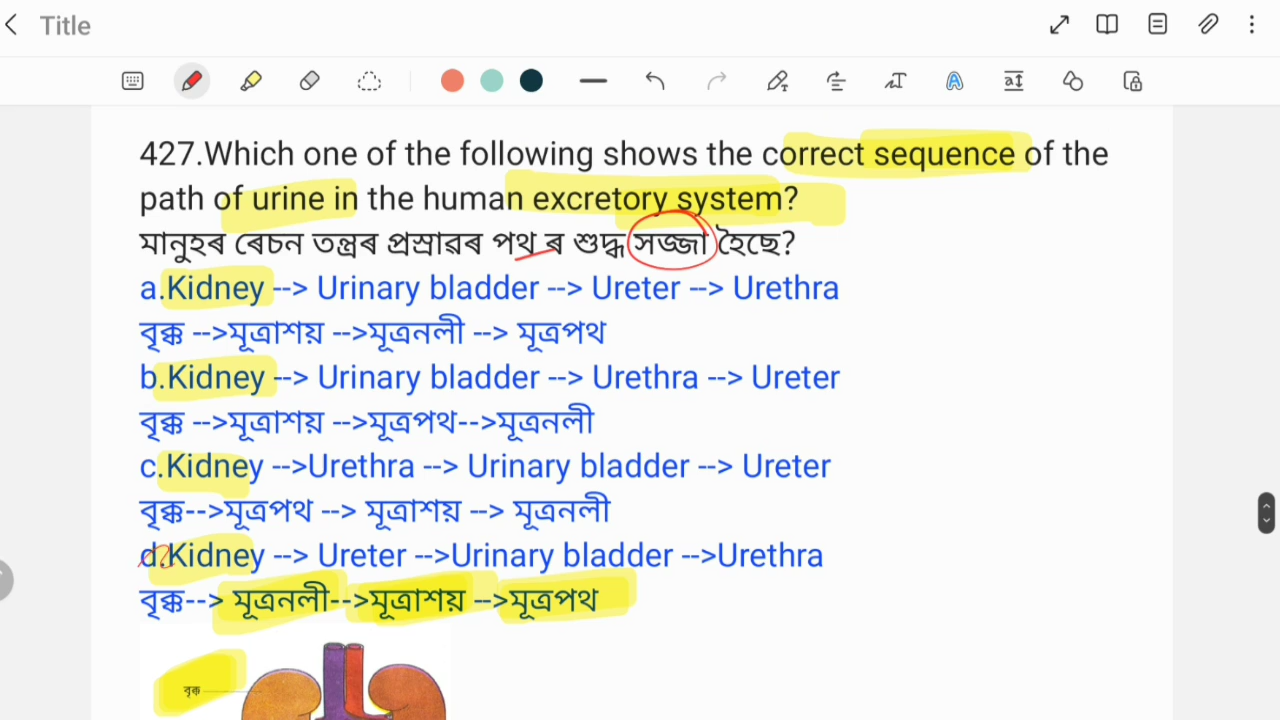 Title
427.Which one of the following shows the correct sequence of the
path of urine in the human excretory system?
মানুহৰ ৰেচন তন্ত্ৰৰ প্ৰস্ৰাৱৰ পথ ৰ শুদ্ধ সজ্জা হৈছে?
a.Kidney --> Urinary bladder --> Ureter --> Urethra
বৃক্ক -->মূত্ৰাশয় -->মূত্ৰনলী --> মূত্ৰপথ
b.Kidney --> Urinary bladder --> Urethra --> Ureter
বৃক্ক -->মূত্ৰাশয় -->মূত্ৰপথ-->মূত্ৰনলী
c.Kidney -->Urethra --> Urinary bladder --> Ureter
বৃক্ক-->মূত্ৰপথ --> মূত্ৰাশয় --> মূত্ৰনলী
d.Kidney --> Ureter -->Urinary bladder -->Urethra
বৃক্ক--> মূত্ৰনলী-->মূত্ৰাশয় -->মূত্ৰপথ
বৃক্ক